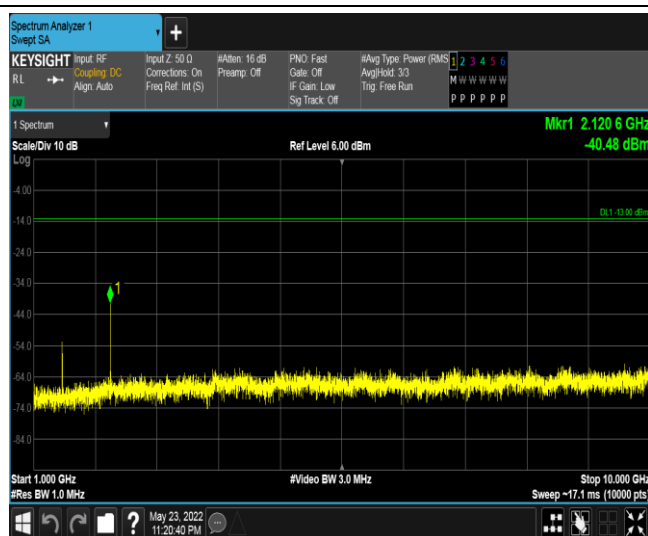 Spectrum Analyzer 1
Swept SA
+
KEYSIGHT Input: RF Input Z: 50 Ω #Atten: 16 dB PNO: Fast #Avg Type: Power (RMS 1 2 3 4 5 6
RL Coupling: DC Corrections: On Preamp: Off Gate: Off Avg|Hold: 3/3 M W W W W W
Align: Auto Freq Ref: Int (S) IF Gain: Low Trig: Free Run
LXI Sig Track: Off P P P P P P
1 Spectrum Mkr1 2.120 6 GHz
Scale/Div 10 dB Ref Level 6.00 dBm -40.48 dBm
Log
-4.00
DL1 -13.00 dBm
-14.0
-24.0
-34.0
1
-44.0
-54.0
-64.0
-74.0
-84.0
Start 1.000 GHz #Video BW 3.0 MHz Stop 10.000 GHz
#Res BW 1.0 MHz Sweep ~17.1 ms (10000 pts)
? May 23, 2022
11:20:40 PM